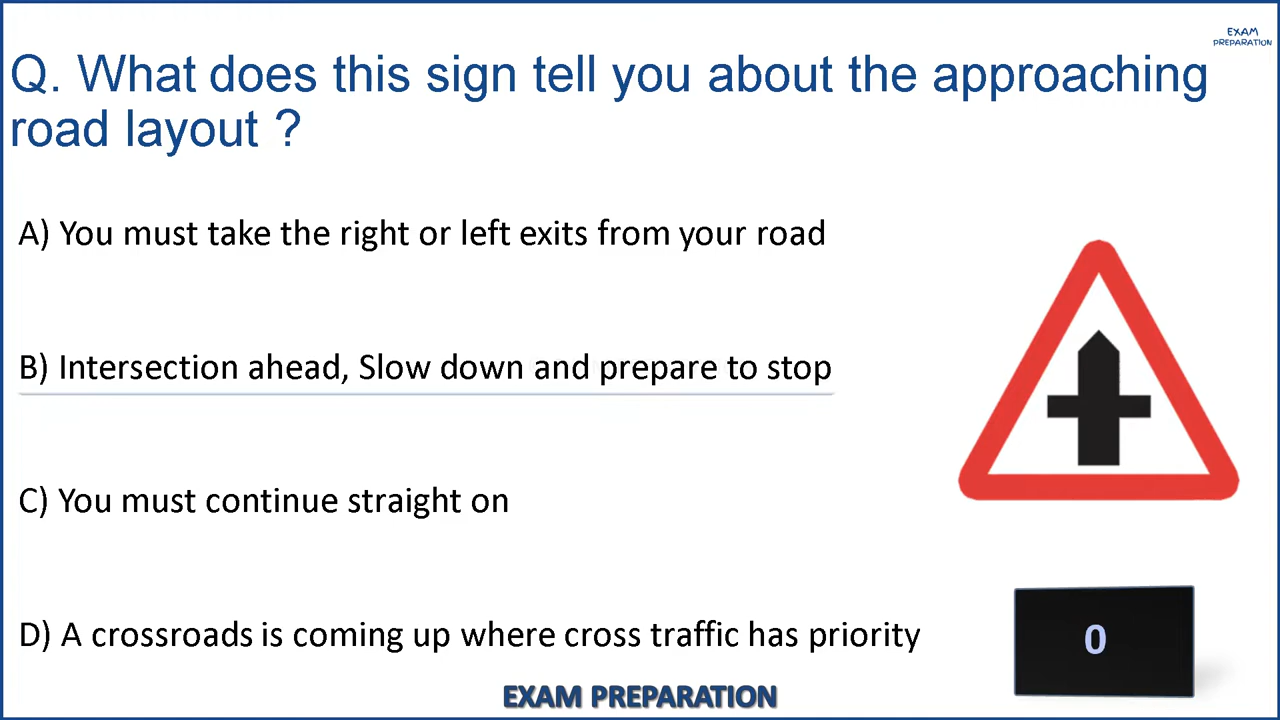 EXAM
PREPARATION
Q. What does this sign tell you about the approaching
road layout ?
A) You must take the right or left exits from your road
B) Intersection ahead, Slow down and prepare to stop
C) You must continue straight on
D) A crossroads is coming up where cross traffic has priority
0
EXAM PREPARATION